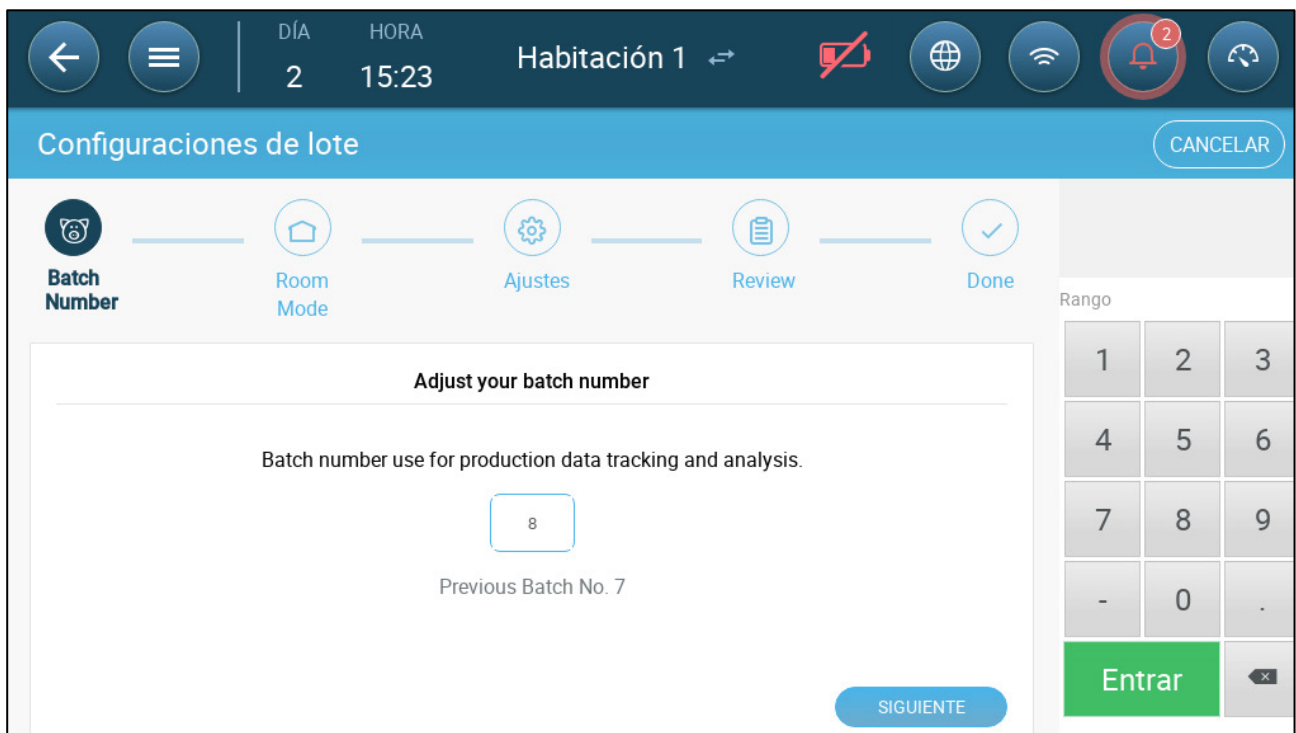 DÍA HORA
2 15:23 Habitación 1 2
Configuraciones de lote CANCELAR
Batch Number
Room Mode
Ajustes
Review
Done
Rango
Adjust your batch number
Batch number use for production data tracking and analysis.
8
Previous Batch No. 7
SIGUIENTE
1 2 3
4 5 6
7 8 9
- 0 .
Entrar